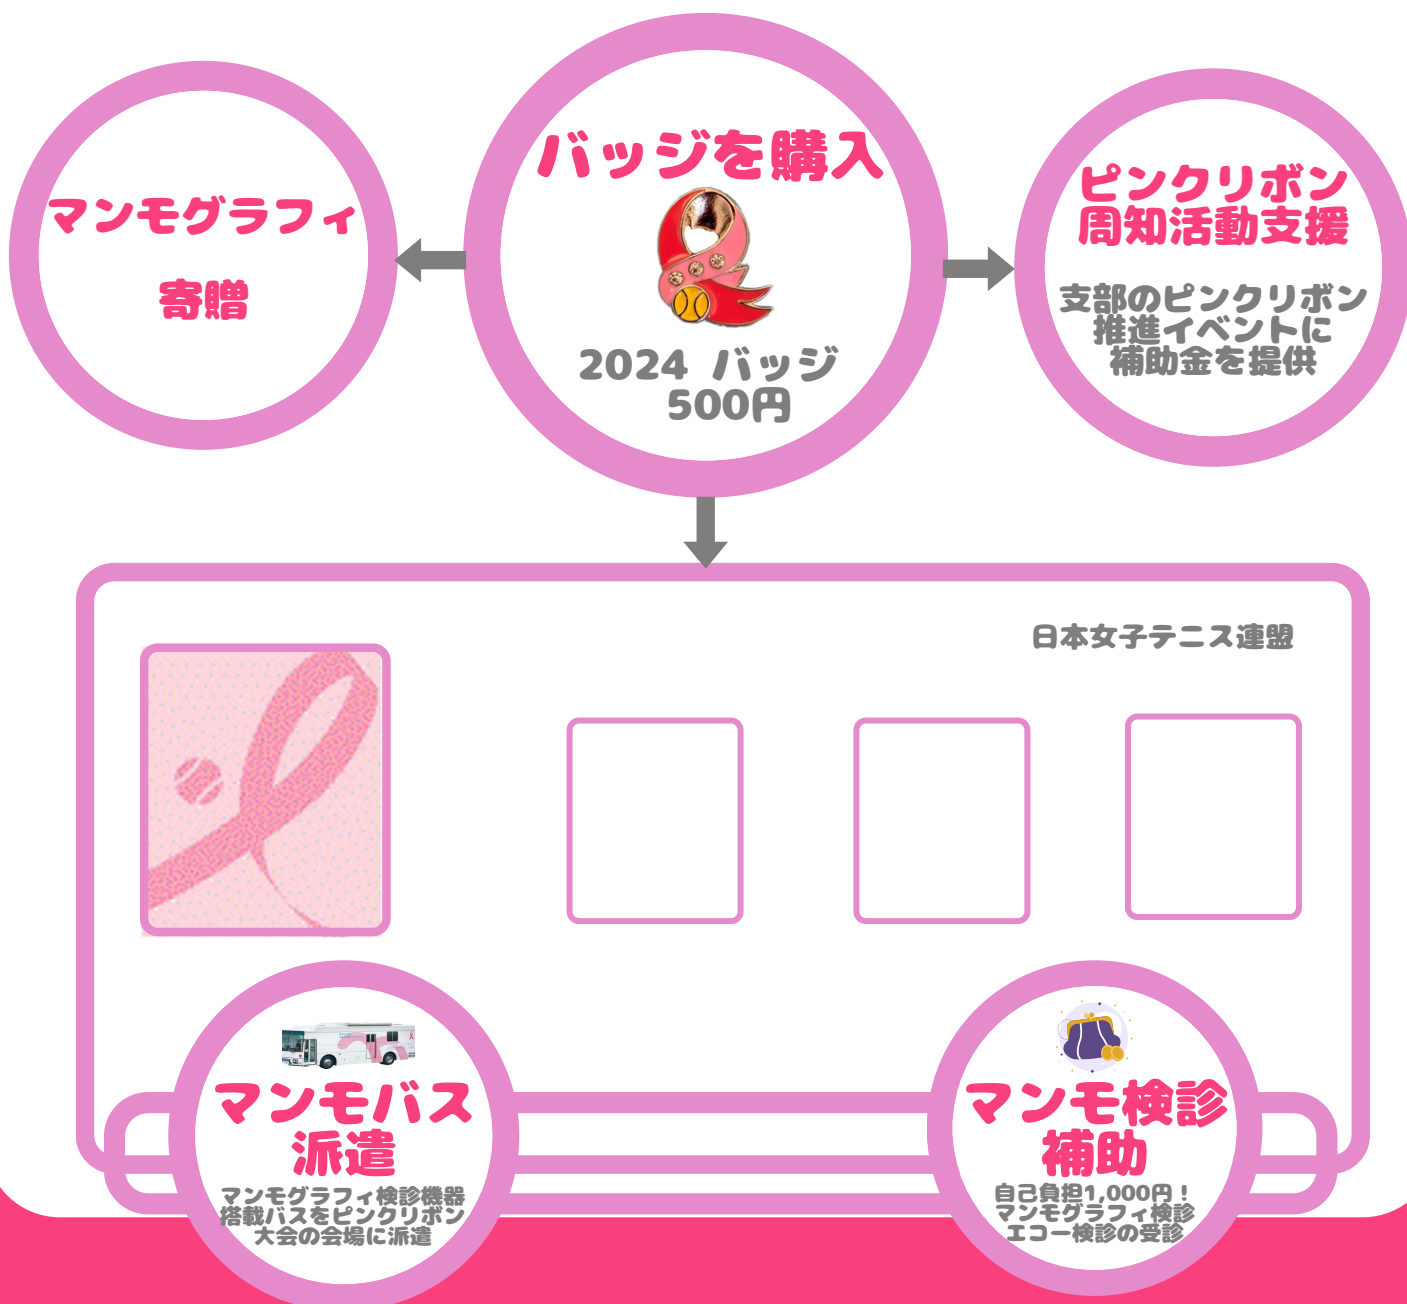 バッジを購入
2024 バッジ
500円
マンモグラフィ
寄贈
ピンクリボン
周知活動支援
支部のピンクリボン
推進イベントに
補助金を提供
日本女子テニス連盟
マンモバス
派遣
マンモグラフィ検診機器
搭載バスをピンクリボン
大会の会場に派遣
マンモ検診
補助
自己負担1,000円！
マンモグラフィ検診
エコー検診の受診